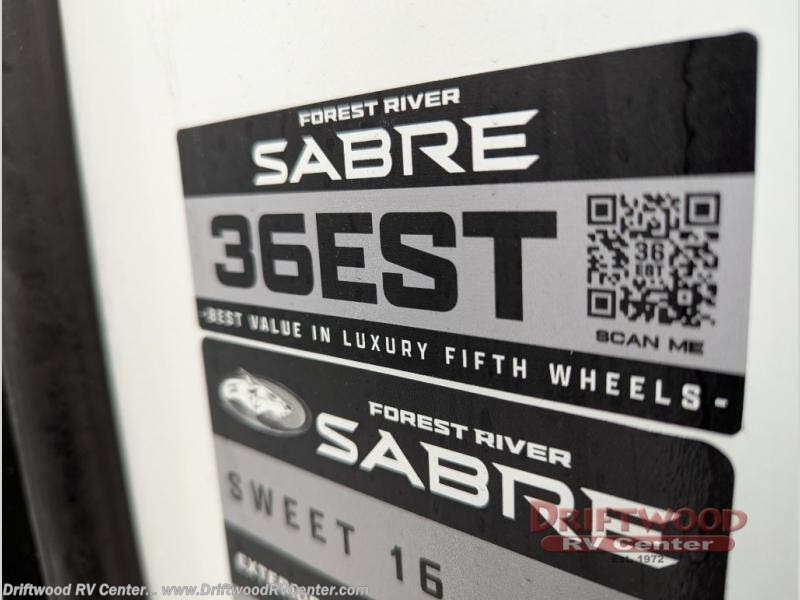 FOREST RIVER
SABRE
36EST
36
EST
SCAN ME
-BEST VALUE IN LUXURY FIFTH WHEELS-
FOREST RIVER
SABRE
SWEET 16
DRIFTWOOD
RV Center
EST. 1972
Driftwood RV Center... www.DriftwoodRVCenter.com